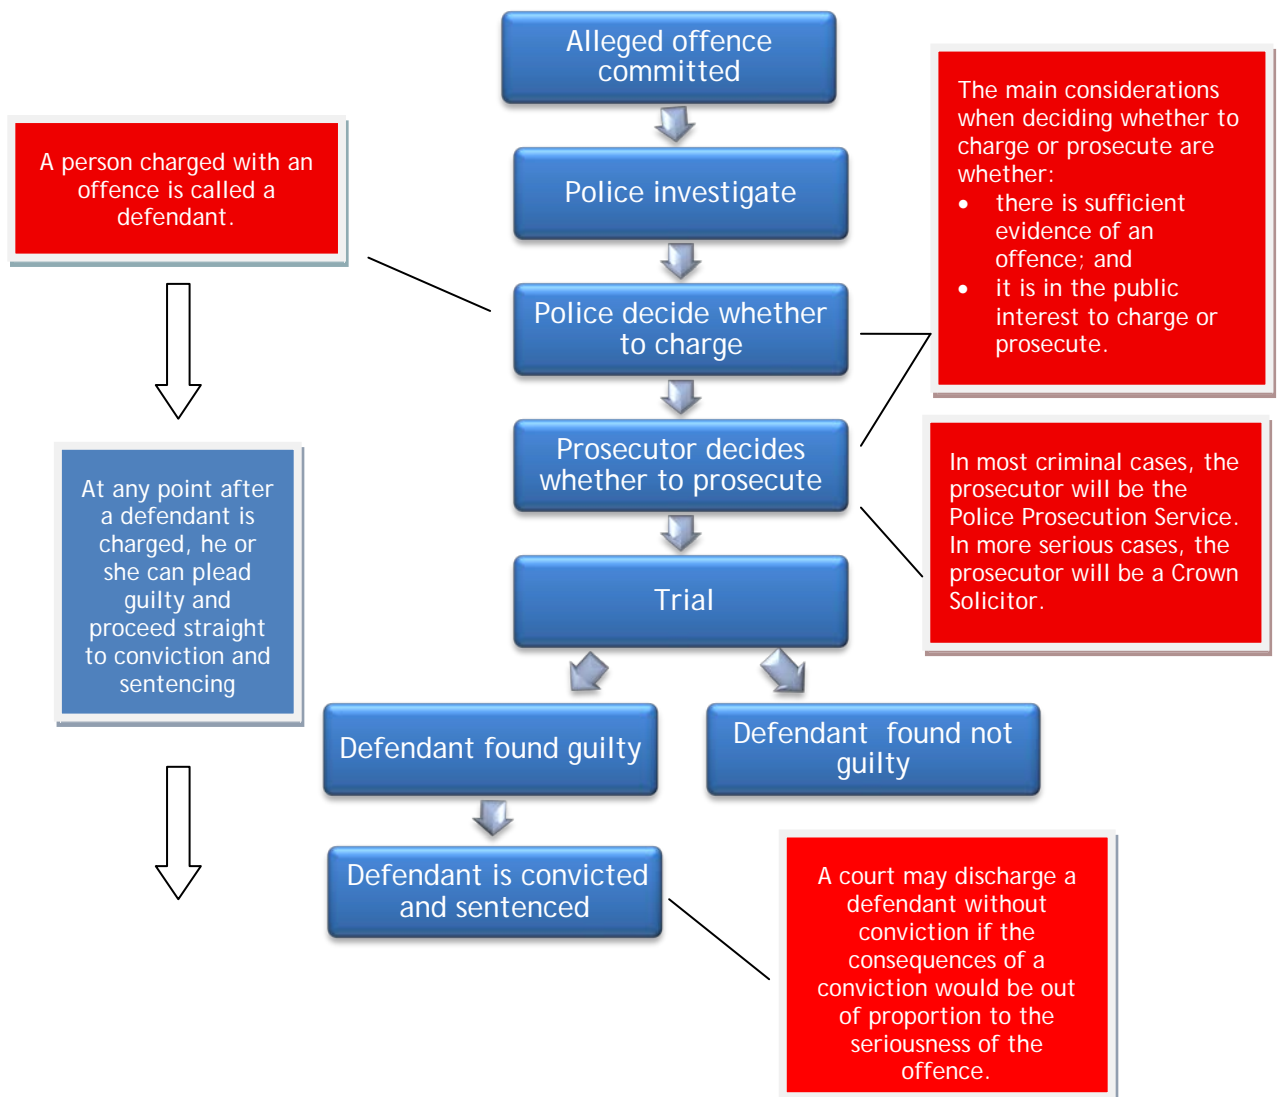 Alleged offence
committed
The main considerations
when deciding whether to
charge or prosecute are
whether:
• there is sufficient
evidence of an
offence; and
• it is in the public
interest to charge or
prosecute.
A person charged with an
offence is called a
defendant.
Police investigate
Police decide whether
to charge
Prosecutor decides
whether to prosecute
In most criminal cases, the
prosecutor will be the
Police Prosecution Service.
In more serious cases, the
prosecutor will be a Crown
Solicitor.
At any point after
a defendant is
charged, he or
she can plead
guilty and
proceed straight
to conviction and
sentencing
Trial
Defendant found guilty
Defendant found not
guilty
Defendant is convicted
and sentenced
A court may discharge a
defendant without
conviction if the
consequences of a
conviction would be out
of proportion to the
seriousness of the
offence.